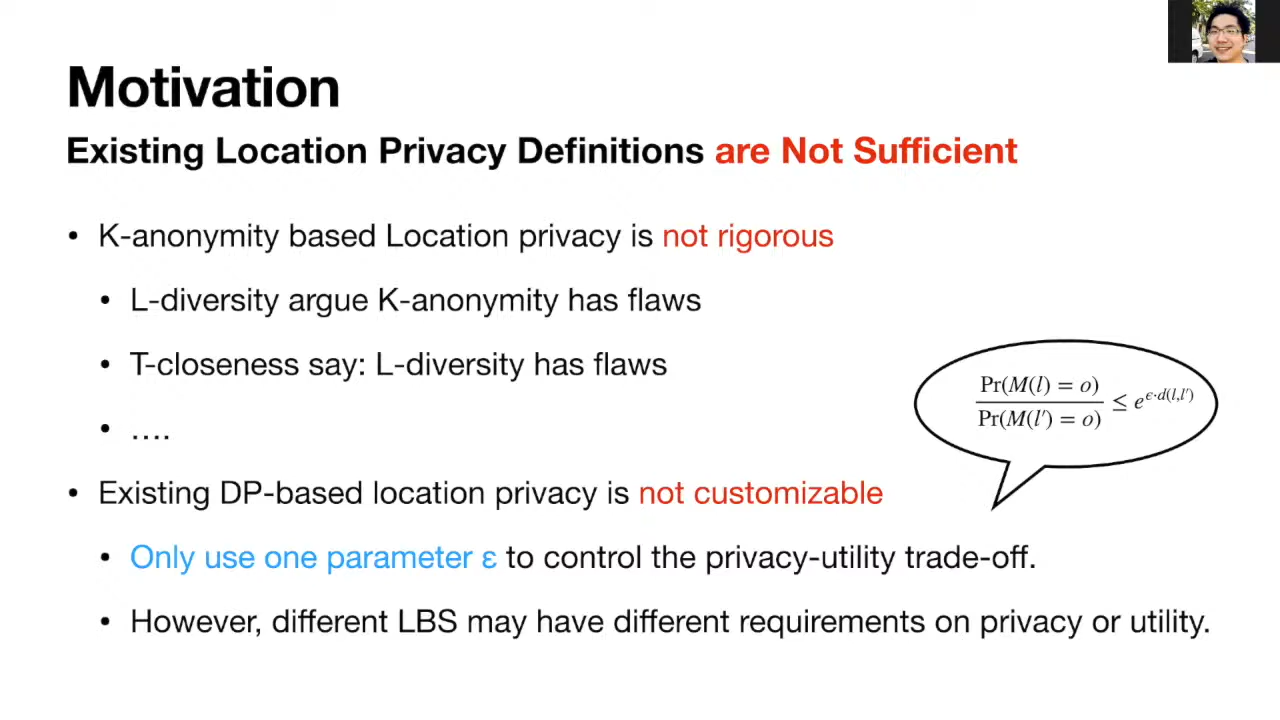 Motivation
Existing Location Privacy Definitions are Not Sufficient
• K-anonymity based Location privacy is not rigorous
• L-diversity argue K-anonymity has flaws
• T-closeness say: L-diversity has flaws
• ….
Pr(M(l) = o)
Pr(M(l′) = o)
≤ e^{ϵ·d(l,l′)}
• Existing DP-based location privacy is not customizable
• Only use one parameter ε to control the privacy-utility trade-off.
• However, different LBS may have different requirements on privacy or utility.